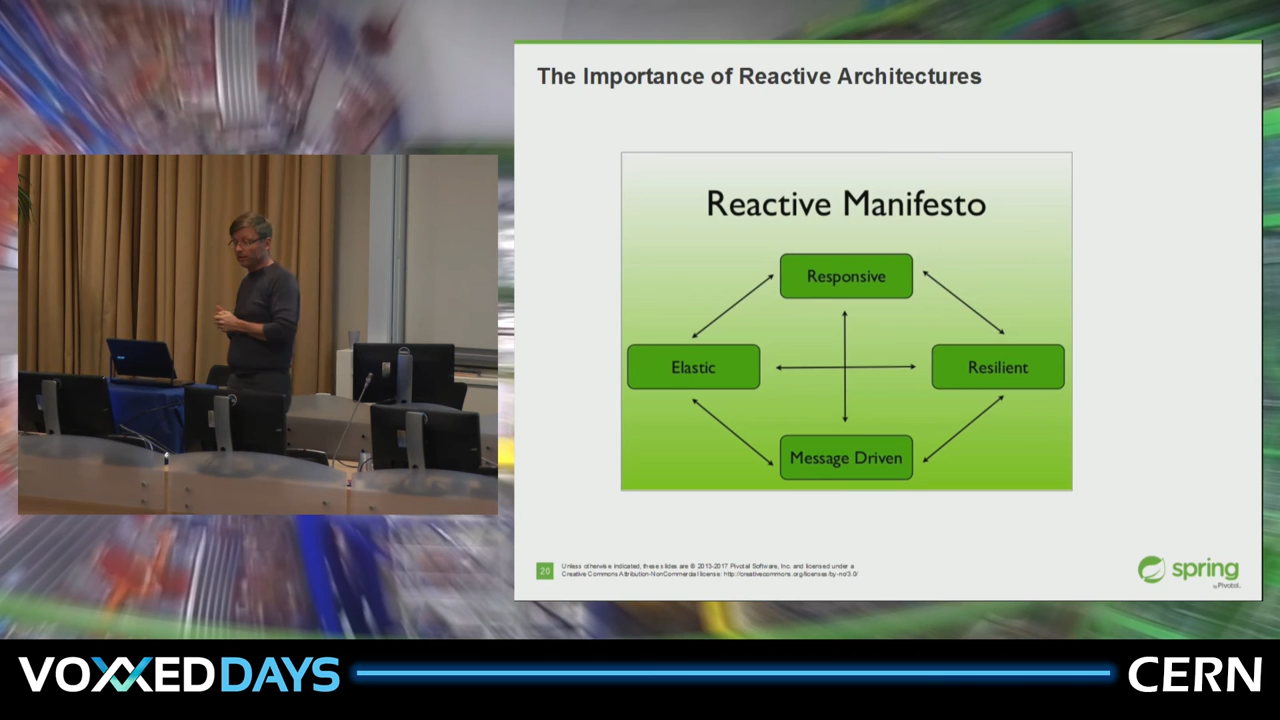 The Importance of Reactive Architectures
Reactive Manifesto
Responsive
Elastic
Resilient
Message Driven
20
Unless otherwise indicated, these slides are © 2013-2017 Pivotal Software, Inc. and licensed under a
Creative Commons Attribution-NonCommercial license: http://creativecommons.org/licenses/by-nc/3.0/
spring
by Pivotal.
VOXXED DAYS
CERN